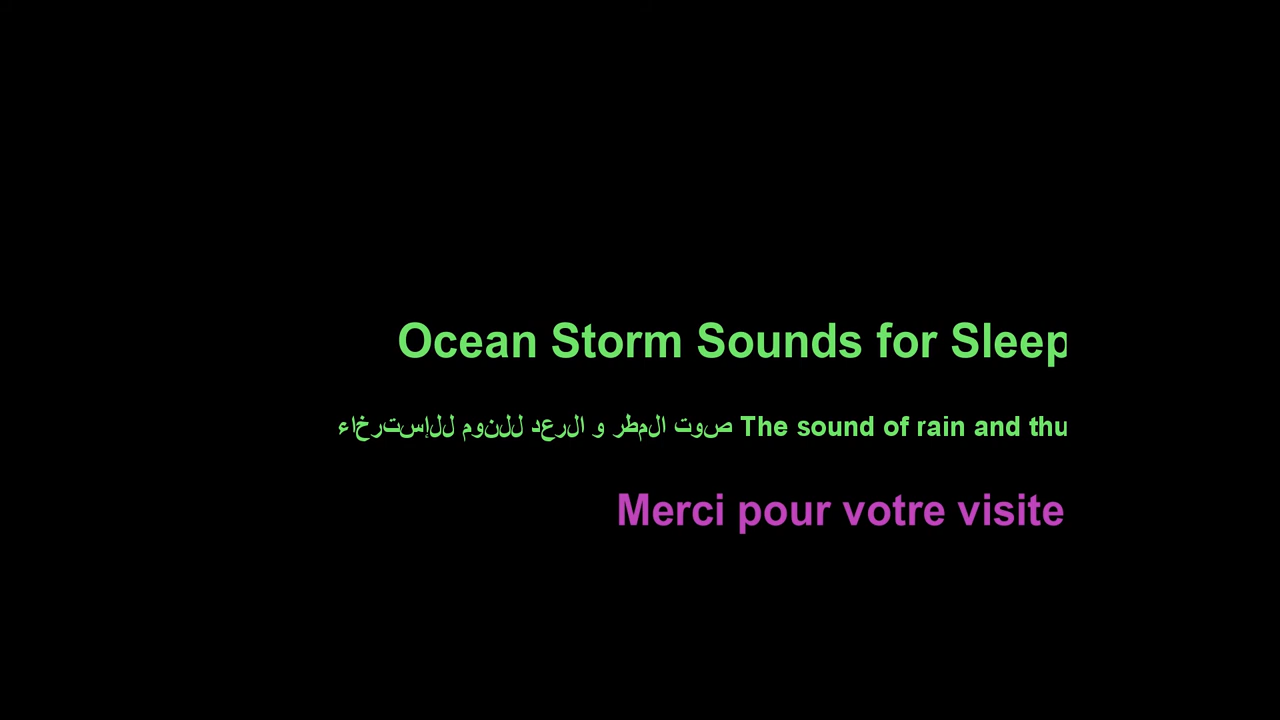 Ocean Storm Sounds for Sleep
صوت المطر و الرعد للنوم للإسترخاء The sound of rain and thu
Merci pour votre visite